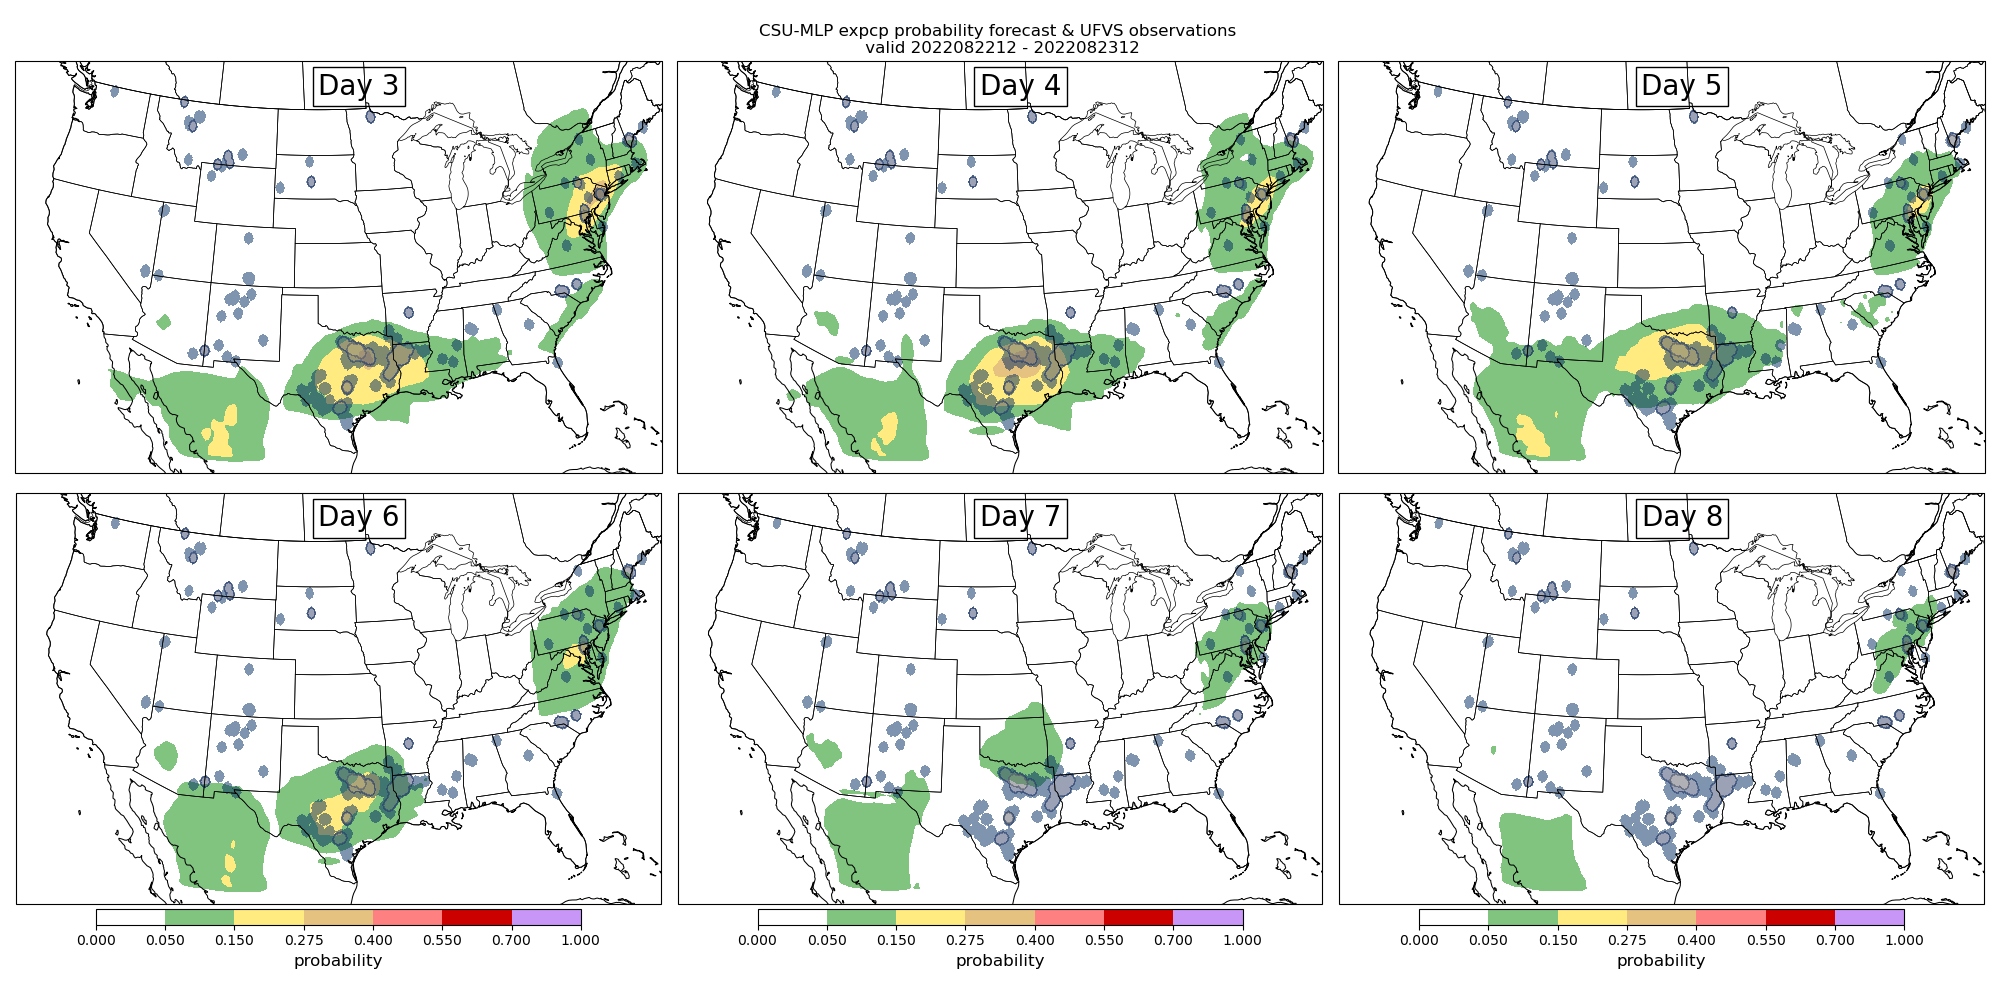 CSU-MLP expcp probability forecast & UFVS observations
valid 2022082212 - 2022082312
Day 3
Day 4
Day 5
Day 6
Day 7
Day 8
0.000 0.050 0.150 0.275 0.400 0.550 0.700 1.000
probability
0.000 0.050 0.150 0.275 0.400 0.550 0.700 1.000
probability
0.000 0.050 0.150 0.275 0.400 0.550 0.700 1.000
probability